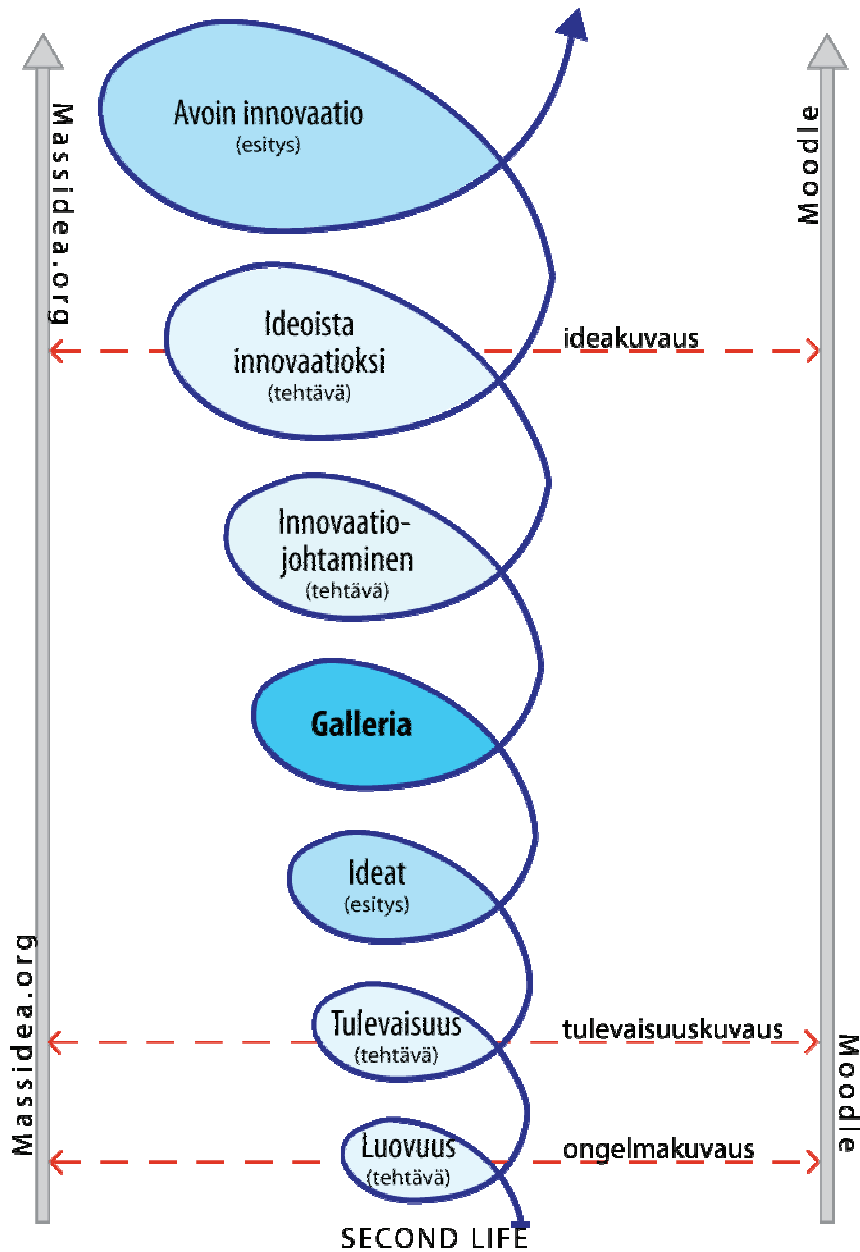 Avoin innovaatio
(esitys)
Massidea.org
Moodle
Ideoista
innovaatioksi
(tehtävä)
ideakuvaus
Innovaatio-
johtaminen
(tehtävä)
Galleria
Ideat
(esitys)
Massidea.org
Tulevaisuus
(tehtävä)
tulevaisuuskuvaus
Moodle
Luovuus
(tehtävä)
ongelmakuvaus
SECOND LIFE